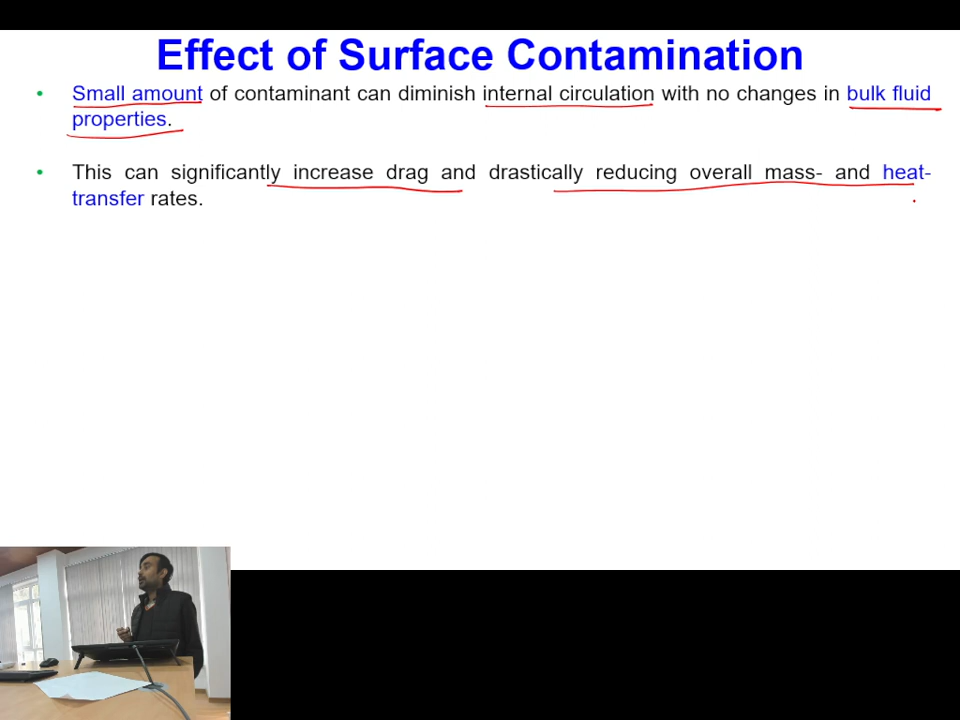 Effect of Surface Contamination
• Small amount of contaminant can diminish internal circulation with no changes in bulk fluid
properties.
• This can significantly increase drag and drastically reducing overall mass- and heat-
transfer rates.